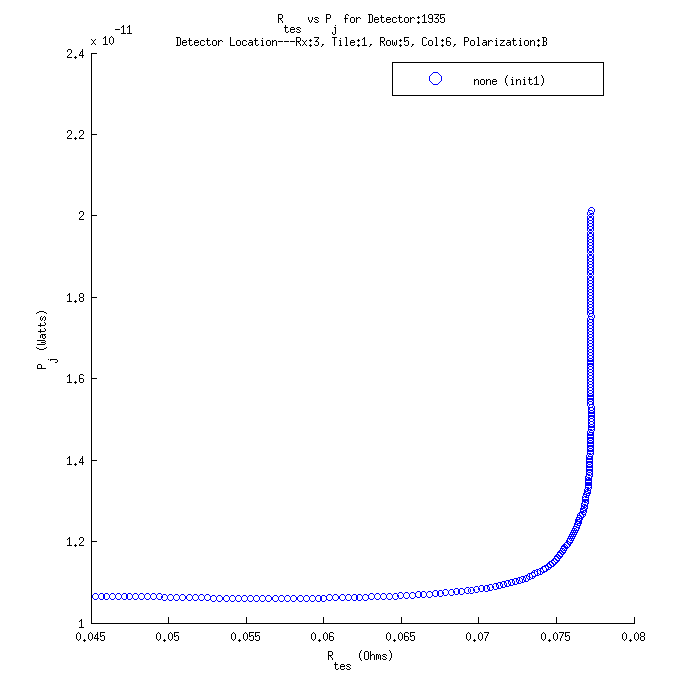 R_tes vs P_j for Detector:1935
Detector Location---Rx:3, Tile:1, Row:5, Col:6, Polarization:B
x 10^-11
none (init1)
2.4
2.2
2
1.8
1.6
1.4
1.2
1
P_j (Watts)
0.045 0.05 0.055 0.06 0.065 0.07 0.075 0.08
R_tes (Ohms)